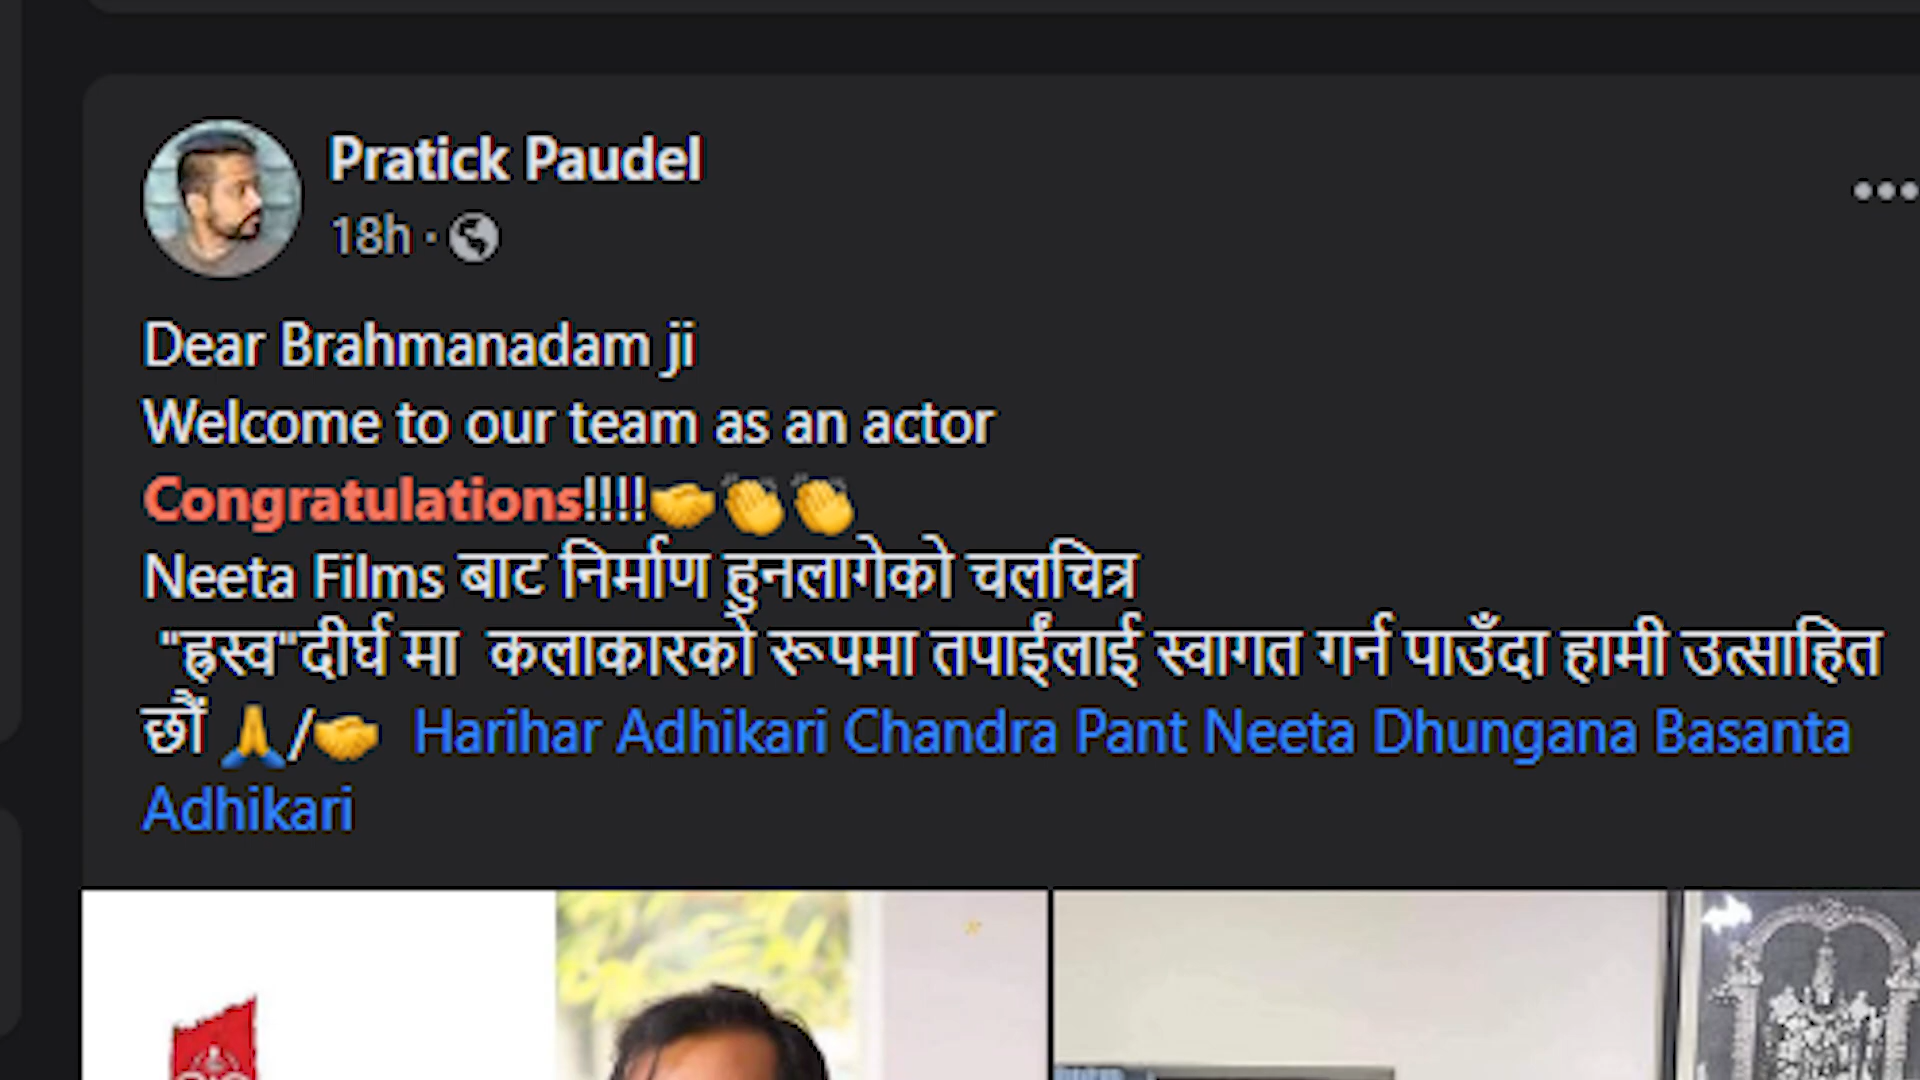 Pratick Paudel
18h ·
Dear Brahmanadam ji
Welcome to our team as an actor
Congratulations!!!!🤝👏👏
Neeta Films बाट निर्माण हुनलागेको चलचित्र
"ह्रस्व"दीर्घ मा कलाकारको रूपमा तपाईंलाई स्वागत गर्न पाउँदा हामी उत्साहित
छौं 🙏/🤝 Harihar Adhikari Chandra Pant Neeta Dhungana Basanta
Adhikari